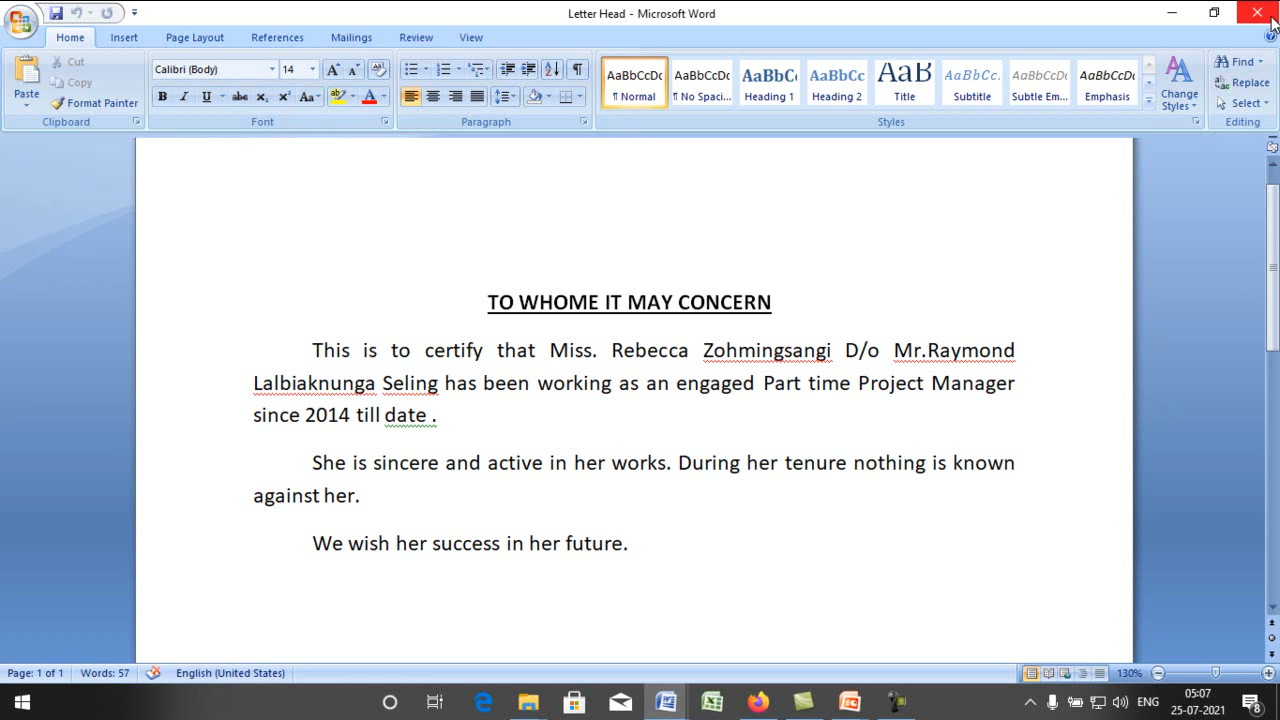 Letter Head - Microsoft Word
Home Insert Page Layout References Mailings Review View
Paste
Cut
Copy
Format Painter
Clipboard
Calibri (Body) 14
B I U abc x₂ x² Aa
Font
Paragraph
AaBbCcDc AaBbCcDc AaBbCc AaBbCc AaB AaBbCc. AaBbCcDc AaBbCcDc
¶ Normal ¶ No Spaci... Heading 1 Heading 2 Title Subtitle Subtle Em... Emphasis
Change
Styles
Styles
Find
Replace
Select
Editing
TO WHOME IT MAY CONCERN
This is to certify that Miss. Rebecca Zohmingsangi D/o Mr.Raymond
Lalbiaknunga Seling has been working as an engaged Part time Project Manager
since 2014 till date .
She is sincere and active in her works. During her tenure nothing is known
against her.
We wish her success in her future.
Page: 1 of 1 Words: 57 English (United States) 130%
ENG 05:07
25-07-2021
8